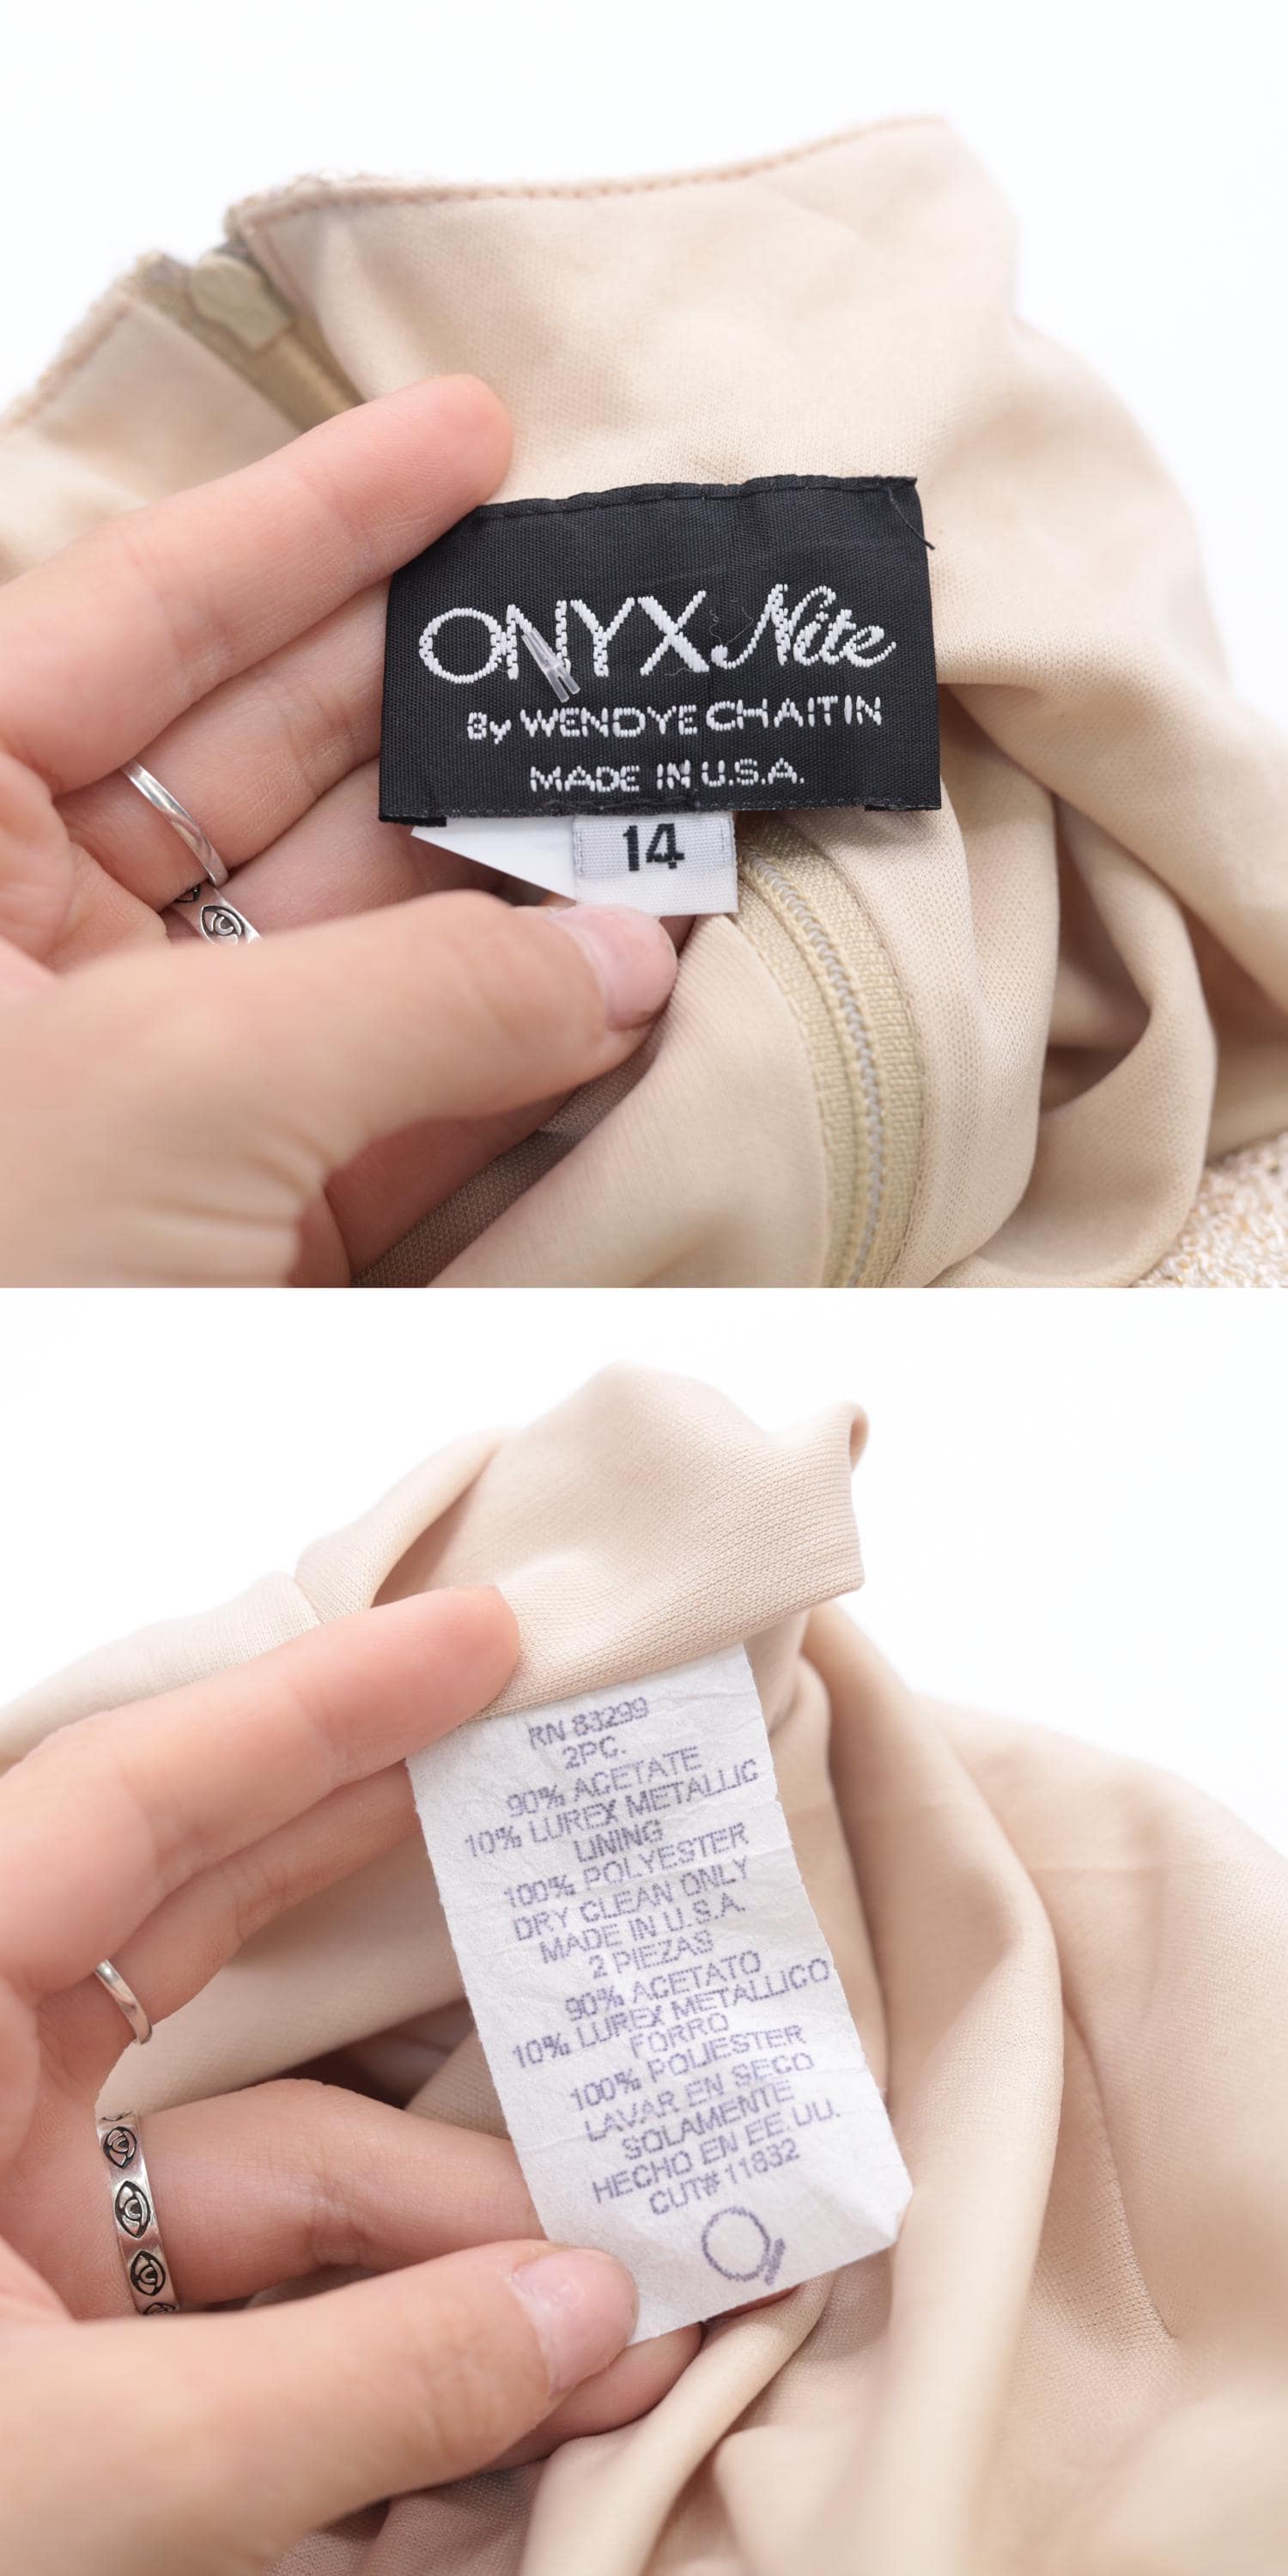 ONYX Nite
By WENDYE CHAITIN
MADE IN U.S.A.
14
RN 83299
2PC.
90% ACETATE
10% LUREX METALLIC
LINING
100% POLYESTER
DRY CLEAN ONLY
MADE IN U.S.A.
2 PIEZAS
90% ACETATO
10% LUREX METALLICO
FORRO
100% POLIESTER
LAVAR EN SECO
SOLAMENTE
HECHO EN EE.UU.
CUT# 11832